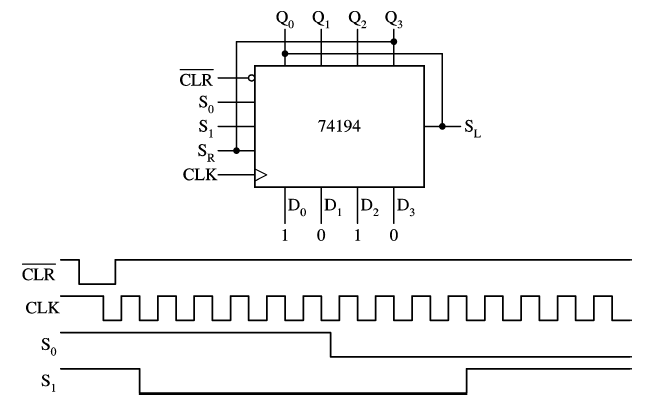 Q0 Q1 Q2 Q3
CLR
S0
S1
74194
SL
SR
CLK
D0 D1 D2 D3
1 0 1 0
CLR
CLK
S0
S1